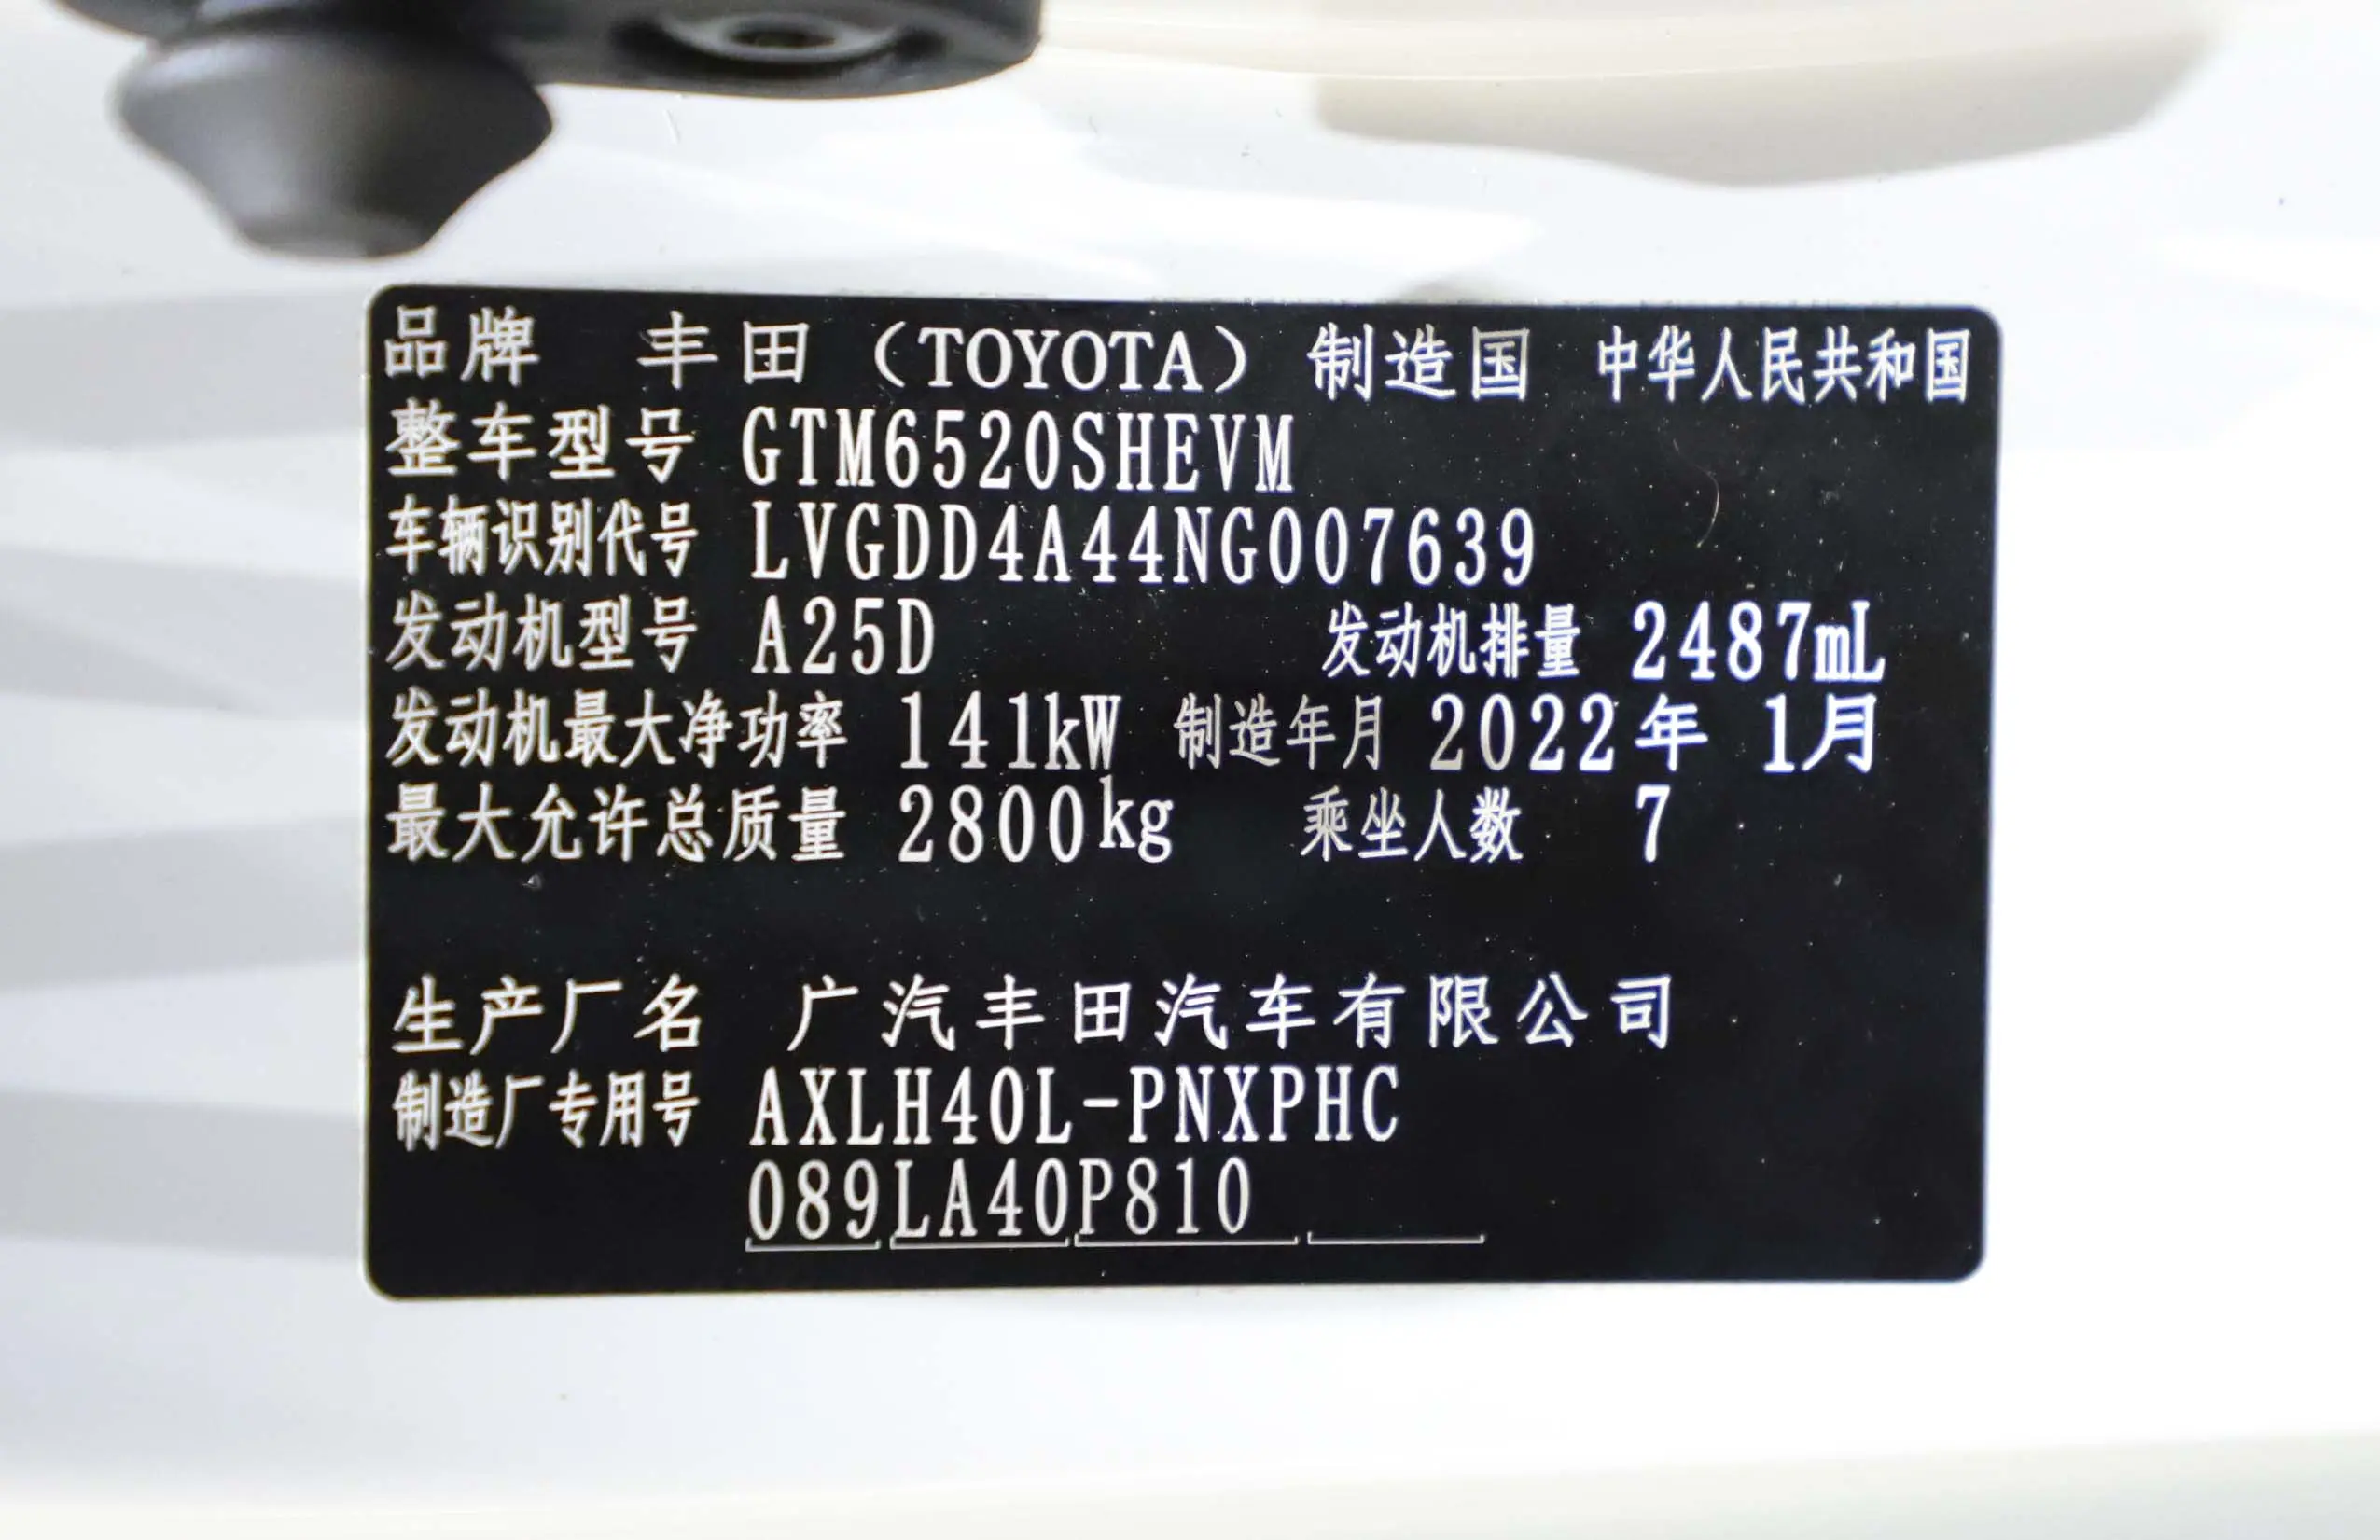 品牌 丰田（TOYOTA） 制造国 中华人民共和国
整车型号 GTM6520SHEVM
车辆识别代号 LVGDD4A44NG007639
发动机型号 A25D 发动机排量 2487mL
发动机最大净功率 141kW 制造年月 2022年 1月
最大允许总质量 2800kg 乘坐人数 7
生产厂名 广汽丰田汽车有限公司
制造厂专用号 AXLH40L-PNXPHC
089LA40P810